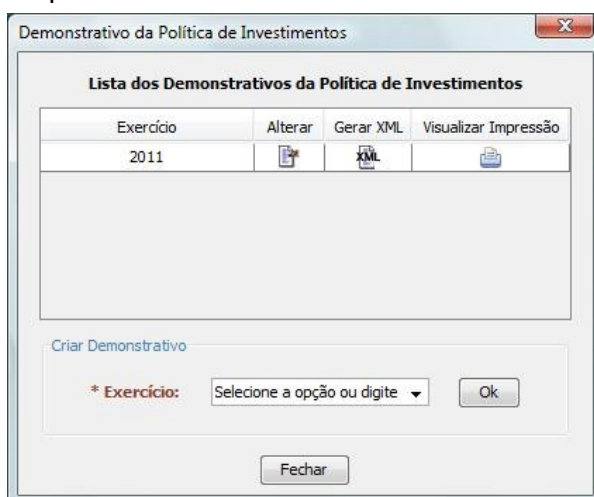 Demonstrativo da Política de Investimentos
Lista dos Demonstrativos da Política de Investimentos
Exercício Alterar Gerar XML Visualizar Impressão
2011 XML
Criar Demonstrativo
* Exercício: Selecione a opção ou digite Ok
Fechar